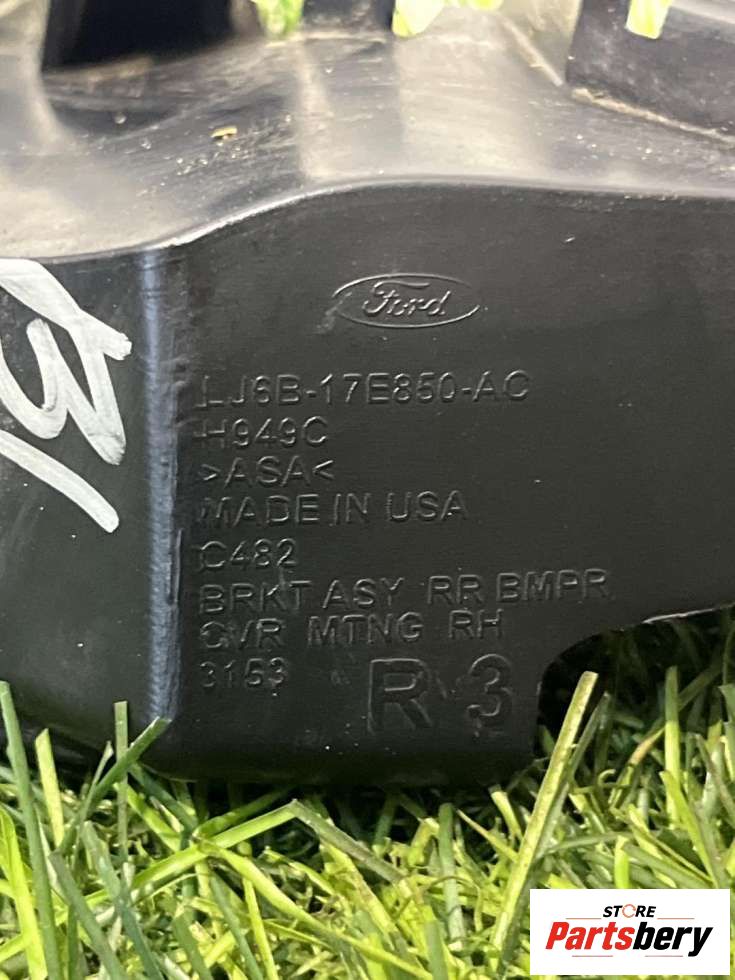 Ford
LJ6B-17E850-AC
H949C
>ASA<
MADE IN USA
C482
BRKT ASY RR BMPR
CVR MTNG RH
3153
R 3
STORE
Partsbery